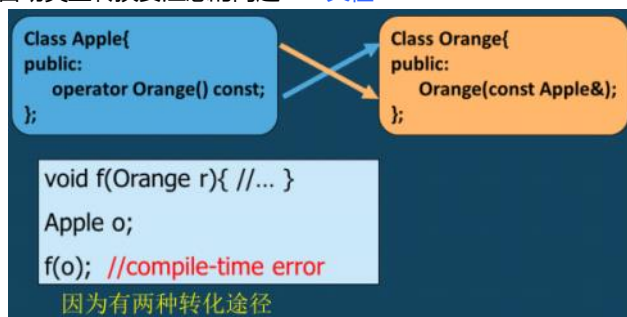 Class Apple{
public:
operator Orange() const;
};
Class Orange{
public:
Orange(const Apple&);
};
void f(Orange r){ //... }
Apple o;
f(o); //compile-time error
因为有两种转化途径